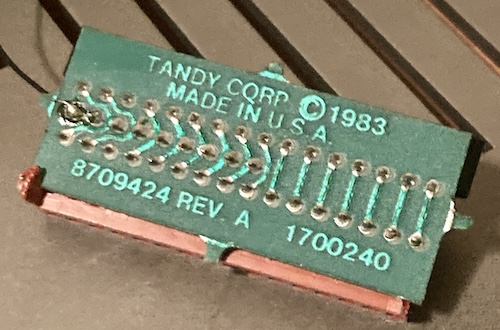 TANDY CORP © 1983
MADE IN U.S.A.
8709424 REV. A 1700240